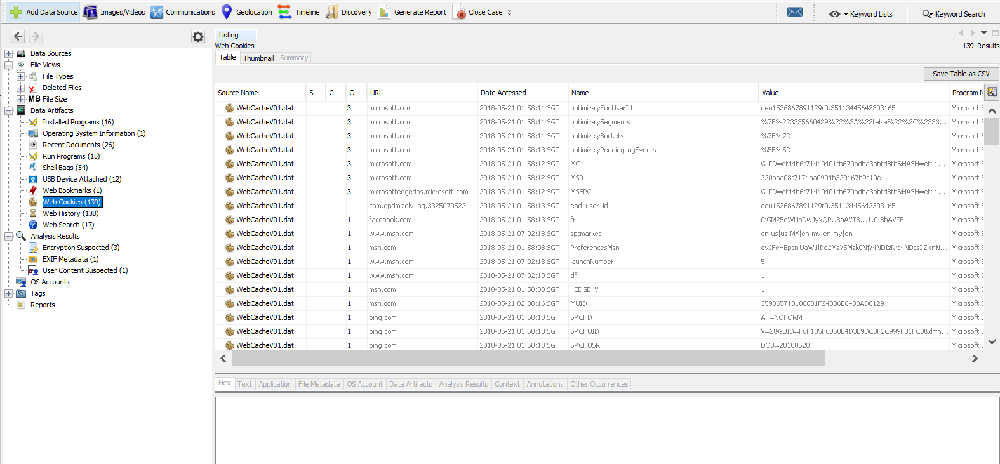 Add Data Source Images/Videos Communications Geolocation Timeline Discovery Generate Report Close Case Keyword Lists Keyword Search
Data Sources
File Views
File Types
Deleted Files
MB File Size
Data Artifacts
Installed Programs (16)
Operating System Information (1)
Recent Documents (26)
Run Programs (15)
Shell Bags (54)
USB Device Attached (12)
Web Bookmarks (1)
Web Cookies (139)
Web History (138)
Web Search (17)
Analysis Results
Encryption Suspected (3)
EXIF Metadata (1)
User Content Suspected (1)
OS Accounts
Tags
Reports
Listing
Web Cookies 139 Results
Table Thumbnail Summary
Save Table as CSV
Source Name S C O URL Date Accessed Name Value Program N
WebCacheV01.dat 3 microsoft.com 2018-05-21 01:58:11 SGT optimizelyEndUserId oeu1526867891129r0.35113445642303165 Microsoft E
WebCacheV01.dat 3 microsoft.com 2018-05-21 01:58:11 SGT optimizelySegments %7B%223335660429%22%3A%22false%22%2C%2233... Microsoft E
WebCacheV01.dat 3 microsoft.com 2018-05-21 01:58:11 SGT optimizelyBuckets %7B%7D Microsoft E
WebCacheV01.dat 3 microsoft.com 2018-05-21 01:58:13 SGT optimizelyPendingLogEvents %5B%5D Microsoft E
WebCacheV01.dat 3 microsoft.com 2018-05-21 01:58:12 SGT MC1 GUID=ef44b6f71440401fb670bdba3bbfd8fb&HASH=ef44... Microsoft E
WebCacheV01.dat 3 microsoft.com 2018-05-21 01:58:12 SGT MS0 320baa08f7174ba0904b320467b9c10e Microsoft E
WebCacheV01.dat 3 microsoftedgetips.microsoft.com 2018-05-21 01:58:12 SGT MSFPC GUID=ef44b6f71440401fb670bdba3bbfd8fb&HASH=ef44... Microsoft E
WebCacheV01.dat com.optimizely.log.3325070522 2018-05-21 01:58:13 SGT end_user_id oeu1526867891129r0.35113445642303165 Microsoft E
WebCacheV01.dat 1 facebook.com 2018-05-21 01:58:13 SGT fr 0jGM25oWUnDwJyxQP..BbAVTB...1.0.BbAVTB. Microsoft E
WebCacheV01.dat 1 www.msn.com 2018-05-21 07:02:18 SGT sptmarket en-us|us|MY|en-my|en-my|en Microsoft E
WebCacheV01.dat 1 msn.com 2018-05-21 01:58:08 SGT PreferencesMsn eyJFeHBpcnlUaW1lIjo2MzY5Mzk0NjY4NDIzNjc4NDcsIlZlcnN... Microsoft E
WebCacheV01.dat 1 www.msn.com 2018-05-21 07:02:18 SGT launchNumber 5 Microsoft E
WebCacheV01.dat 1 www.msn.com 2018-05-21 07:02:18 SGT df 1 Microsoft E
WebCacheV01.dat 1 msn.com 2018-05-21 01:58:08 SGT _EDGE_V 1 Microsoft E
WebCacheV01.dat 1 msn.com 2018-05-21 02:00:16 SGT MUID 359365713188601F24BB6E8430AD6129 Microsoft E
WebCacheV01.dat 1 bing.com 2018-05-21 01:58:10 SGT SRCHD AF=NOFORM Microsoft E
WebCacheV01.dat 1 bing.com 2018-05-21 01:58:10 SGT SRCHUID V=2&GUID=F6F185F6358B4D3B9DC8F2C999F31FC0&dmn... Microsoft E
WebCacheV01.dat 1 bing.com 2018-05-21 01:58:10 SGT SRCHUSR DOB=20180520 Microsoft E
Hex Text Application File Metadata OS Account Data Artifacts Analysis Results Context Annotations Other Occurrences